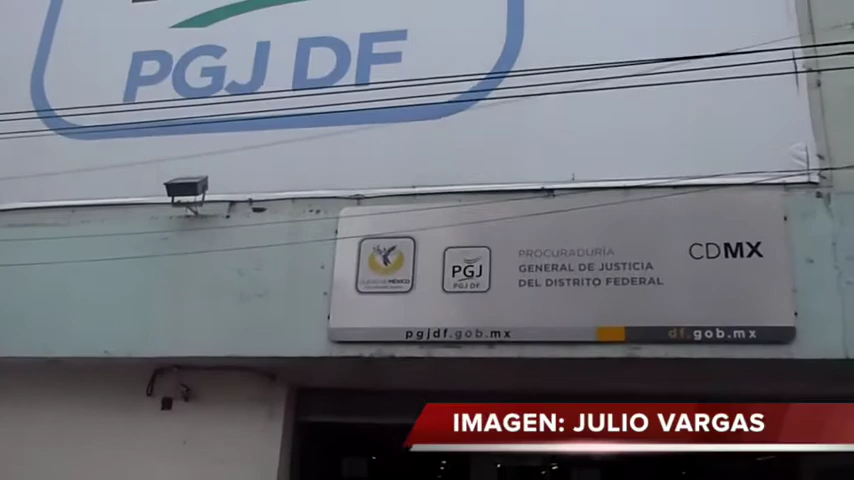 PGJ DF
PGJ
PGJ DF
PROCURADURÍA
GENERAL DE JUSTICIA
DEL DISTRITO FEDERAL
CDMX
pgjdf.gob.mx
df.gob.mx
IMAGEN: JULIO VARGAS